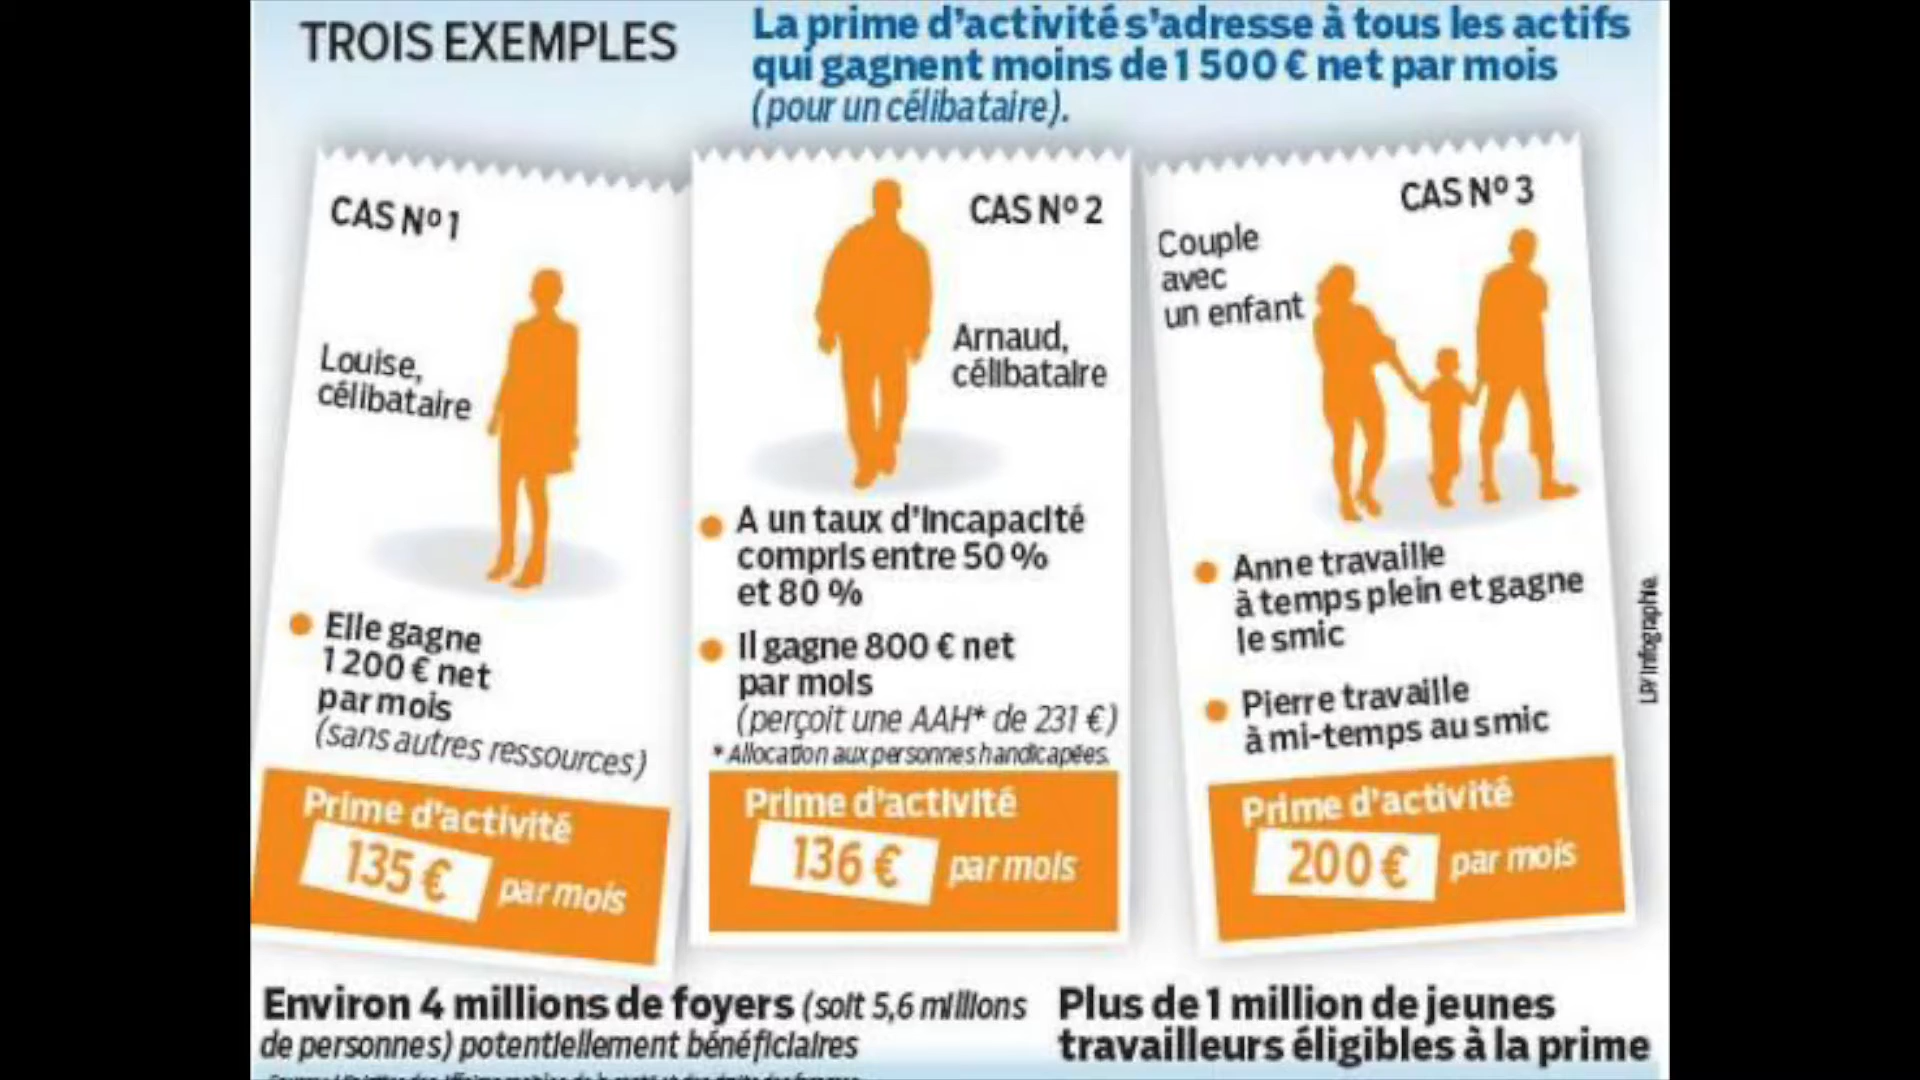 TROIS EXEMPLES
La prime d'activité s'adresse à tous les actifs
qui gagnent moins de 1 500 € net par mois
(pour un célibataire).
CAS Nº 1
Louise,
célibataire
Elle gagne
1 200 € net
par mois
(sans autres ressources)
Prime d'activité
135 € par mois
CAS Nº 2
Arnaud,
célibataire
A un taux d'incapacité
compris entre 50 %
et 80 %
Il gagne 800 € net
par mois
(perçoit une AAH* de 231 €)
* Allocation aux personnes handicapées.
Prime d'activité
136 € par mois
CAS Nº 3
Couple
avec
un enfant
Anne travaille
à temps plein et gagne
le smic
Pierre travaille
à mi-temps au smic
Prime d'activité
200 € par mois
LP/ Infographie.
Environ 4 millions de foyers (soit 5,6 millions
de personnes) potentiellement bénéficiaires
Plus de 1 million de jeunes
travailleurs éligibles à la prime